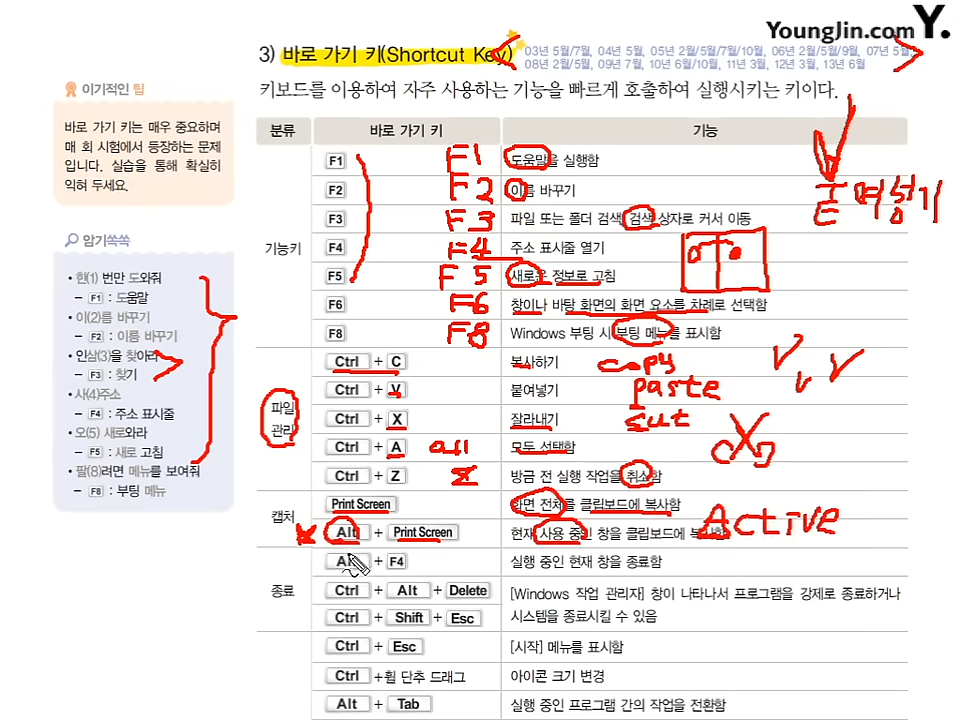 YoungJin.com Y.
3) 바로 가기 키(Shortcut Key)
03년 5월/7월, 04년 5월, 05년 2월/5월/7월/10월, 06년 2월/5월/9월, 07년 5월,
08년 2월/5월, 09년 7월, 10년 6월/10월, 11년 3월, 12년 3월, 13년 6월
키보드를 이용하여 자주 사용하는 기능을 빠르게 호출하여 실행시키는 키이다.
이기적인 팁
바로 가기 키는 매우 중요하며
매 회 시험에서 등장하는 문제
입니다. 실습을 통해 확실히
익혀 두세요.
암기쏙쏙
• 한(1) 번만 도와줘
– F1 : 도움말
• 이(2)름 바꾸기
– F2 : 이름 바꾸기
• 인삼(3)을 찾아라
– F3 : 찾기
• 사(4)주소
– F4 : 주소 표시줄
• 오(5) 새로와라
– F5 : 새로 고침
• 팔(8)려면 메뉴를 보여줘
– F8 : 부팅 메뉴
분류 바로 가기 키 기능
기능키
F1 F1 도움말을 실행함
F2 F2 이름 바꾸기
F3 F3 파일 또는 폴더 검색, 검색 상자로 커서 이동
F4 F4 주소 표시줄 열기
F5 F5 새로운 정보로 고침
F6 F6 창이나 바탕 화면의 화면 요소를 차례로 선택함
F8 F8 Windows 부팅 시 부팅 메뉴를 표시함
파일
관리
Ctrl + C 복사하기 copy
Ctrl + V 붙여넣기 paste
Ctrl + X 잘라내기 cut
Ctrl + A all 모두 선택함
Ctrl + Z 방금 전 실행 작업을 취소함
캡처
Print Screen 화면 전체를 클립보드에 복사함
Alt + Print Screen 현재 사용 중인 창을 클립보드에 복사함 Active
종료
Alt + F4 실행 중인 현재 창을 종료함
Ctrl + Alt + Delete [Windows 작업 관리자] 창이 나타나서 프로그램을 강제로 종료하거나
Ctrl + Shift + Esc 시스템을 종료시킬 수 있음
Ctrl + Esc [시작] 메뉴를 표시함
Ctrl +휠 단추 드래그 아이콘 크기 변경
Alt + Tab 실행 중인 프로그램 간의 작업을 전환함